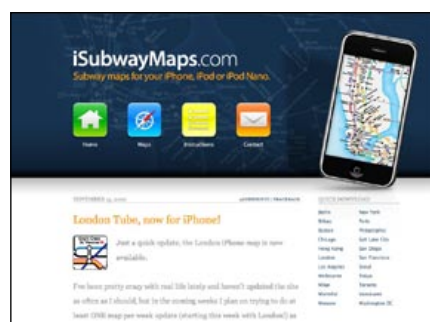 iSubwayMaps.com
Subway maps for your iPhone, iPod or iPod Nano.
Home Maps Instructions Contact
London Tube, now for iPhone!
Just a quick update, the London iPhone map is now
available.
I've been pretty crazy with real life lately and haven't updated the site
as often as I should, but in the coming weeks I plan on trying to do at
least ONE map per week update (starting this week with London!) as
QUICK DOWNLOAD
Berlin New York
Bilbao Paris
Boston Philadelphia
Chicago Salt Lake City
Hong Kong San Diego
London San Francisco
Los Angeles Seoul
Melbourne Tokyo
Milan Toronto
Montreal Vancouver
Moscow Washington DC